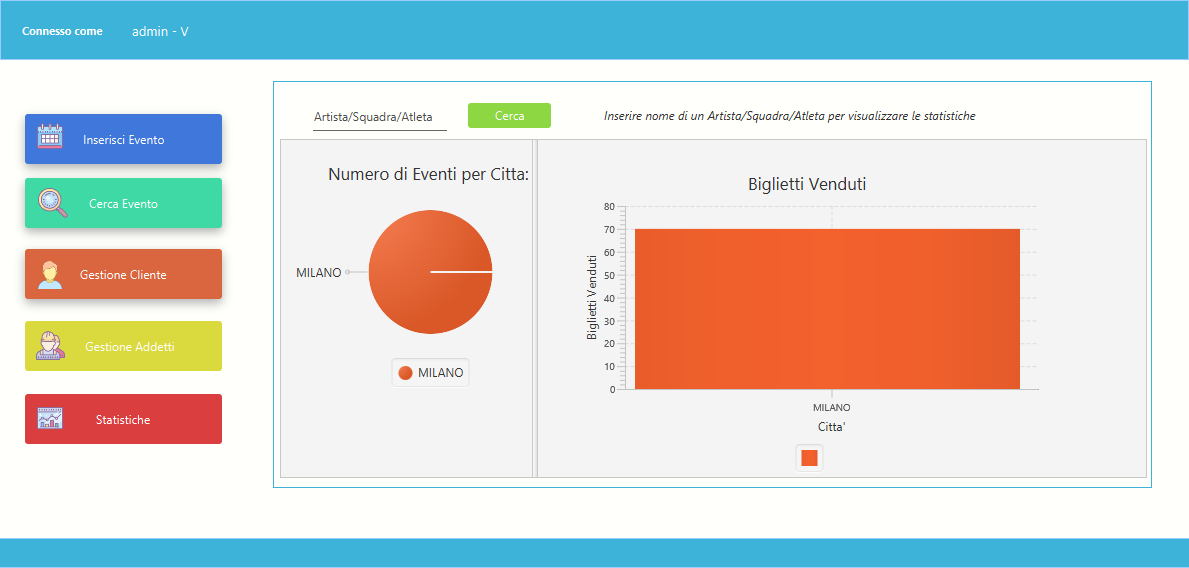 Connesso come admin - V
Inserisci Evento
Cerca Evento
Gestione Cliente
Gestione Addetti
Statistiche
Artista/Squadra/Atleta
Cerca
Inserire nome di un Artista/Squadra/Atleta per visualizzare le statistiche
Numero di Eventi per Citta:
MILANO
MILANO
Biglietti Venduti
Biglietti Venduti
80
70
60
50
40
30
20
10
0
MILANO
Citta'